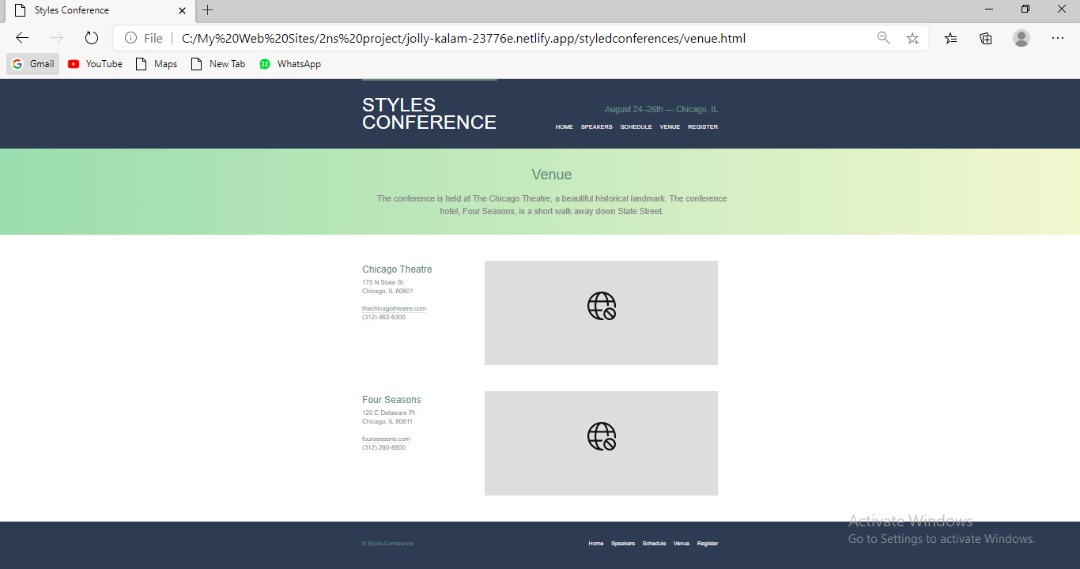 Styles Conference
File
C:/My%20Web%20Sites/2ns%20project/jolly-kalam-23776e.netlify.app/styledconferences/venue.html
Gmail YouTube Maps New Tab WhatsApp
STYLES
CONFERENCE
August 24–26th — Chicago, IL
HOME SPEAKERS SCHEDULE VENUE REGISTER
Venue
The conference is held at The Chicago Theatre, a beautiful historical landmark. The conference
hotel, Four Seasons, is a short walk away down State Street.
Chicago Theatre
175 N State St
Chicago, IL 60601
thechicagotheatre.com
(312) 462-6300
Four Seasons
120 E Delaware Pl
Chicago, IL 60611
fourseasons.com
(312) 280-8800
© Styles Conference
Home Speakers Schedule Venue Register
Activate Windows
Go to Settings to activate Windows.